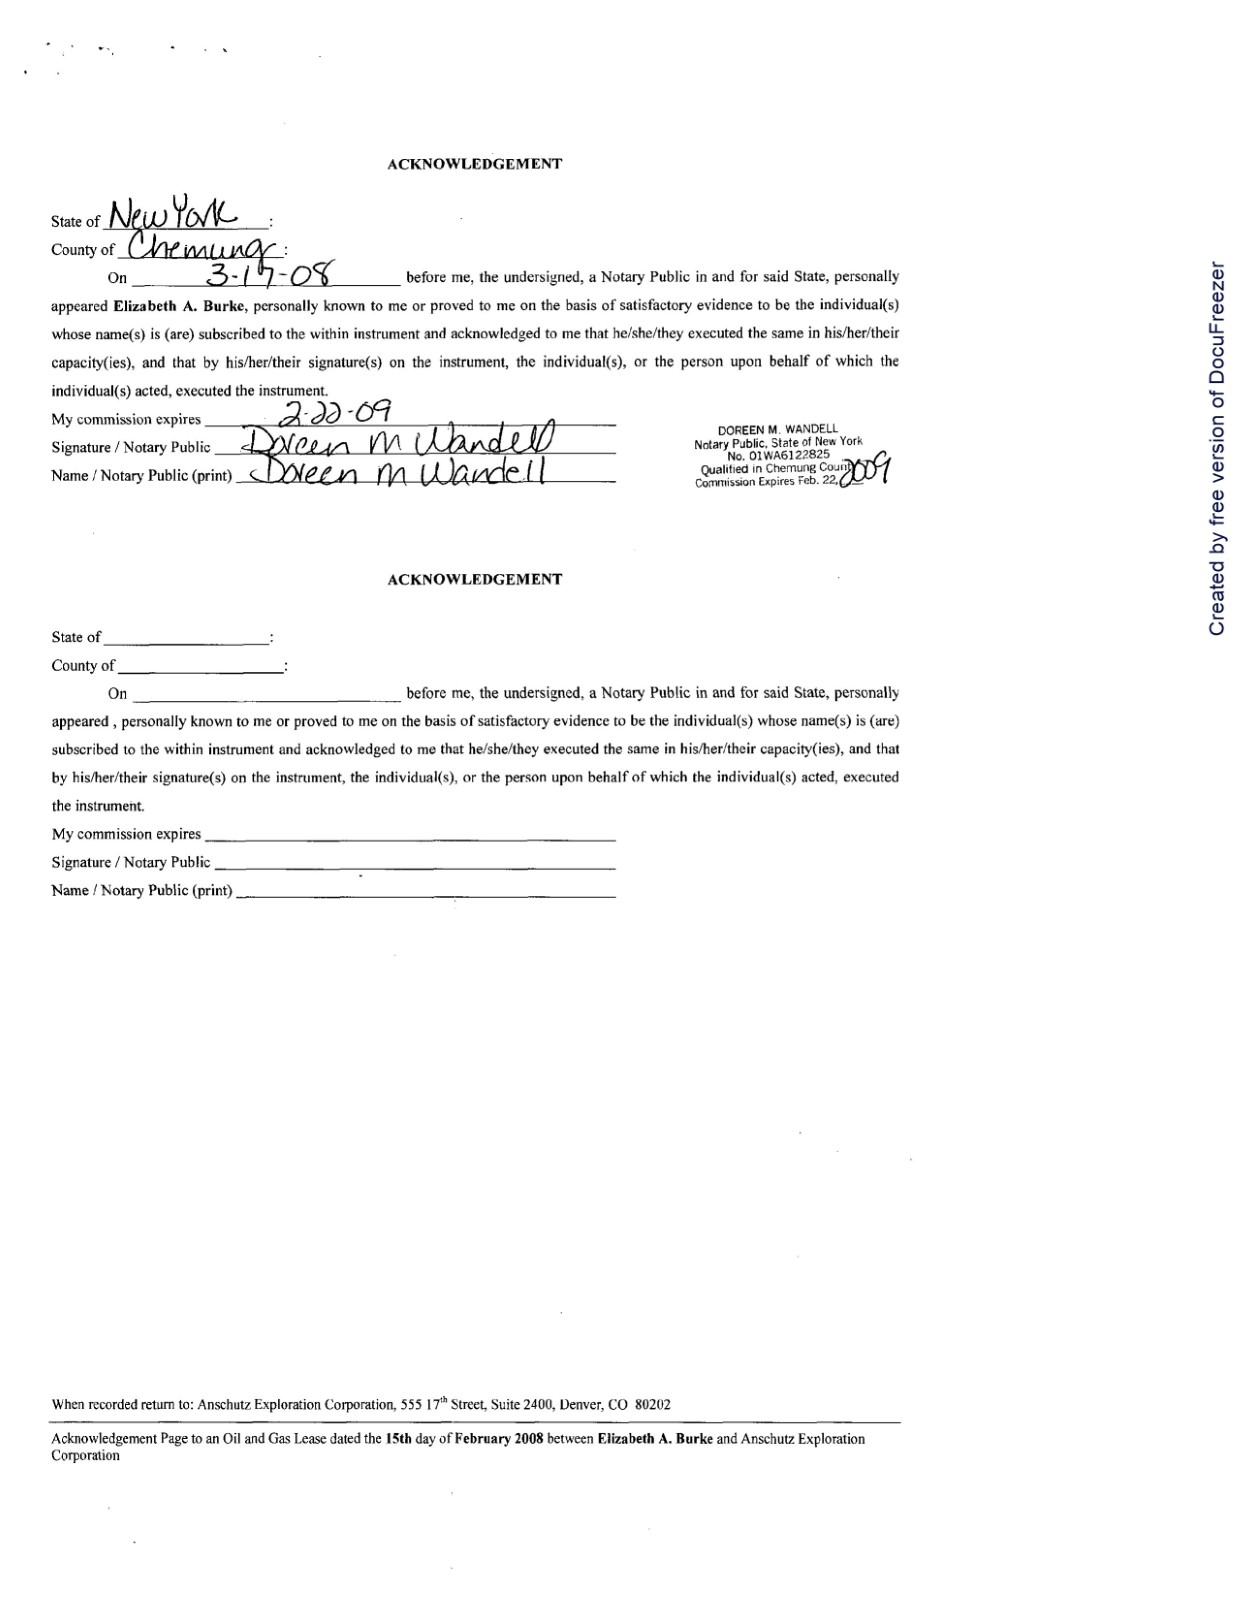 ACKNOWLEDGEMENT
State of New York :
County of Chemung :
On 3-17-08 before me, the undersigned, a Notary Public in and for said State, personally
appeared Elizabeth A. Burke, personally known to me or proved to me on the basis of satisfactory evidence to be the individual(s)
whose name(s) is (are) subscribed to the within instrument and acknowledged to me that he/she/they executed the same in his/her/their
capacity(ies), and that by his/her/their signature(s) on the instrument, the individual(s), or the person upon behalf of which the
individual(s) acted, executed the instrument.
My commission expires 2-22-09
Signature / Notary Public Doreen M Wandell
Name / Notary Public (print) Doreen M Wandell
DOREEN M. WANDELL
Notary Public, State of New York
No. 01WA6122825
Qualified in Chemung County
Commission Expires Feb. 22, 2009
ACKNOWLEDGEMENT
State of :
County of :
On before me, the undersigned, a Notary Public in and for said State, personally
appeared , personally known to me or proved to me on the basis of satisfactory evidence to be the individual(s) whose name(s) is (are)
subscribed to the within instrument and acknowledged to me that he/she/they executed the same in his/her/their capacity(ies), and that
by his/her/their signature(s) on the instrument, the individual(s), or the person upon behalf of which the individual(s) acted, executed
the instrument.
My commission expires
Signature / Notary Public
Name / Notary Public (print)
When recorded return to: Anschutz Exploration Corporation, 555 17th Street, Suite 2400, Denver, CO 80202
Acknowledgement Page to an Oil and Gas Lease dated the 15th day of February 2008 between Elizabeth A. Burke and Anschutz Exploration
Corporation
Created by free version of DocuFreezer